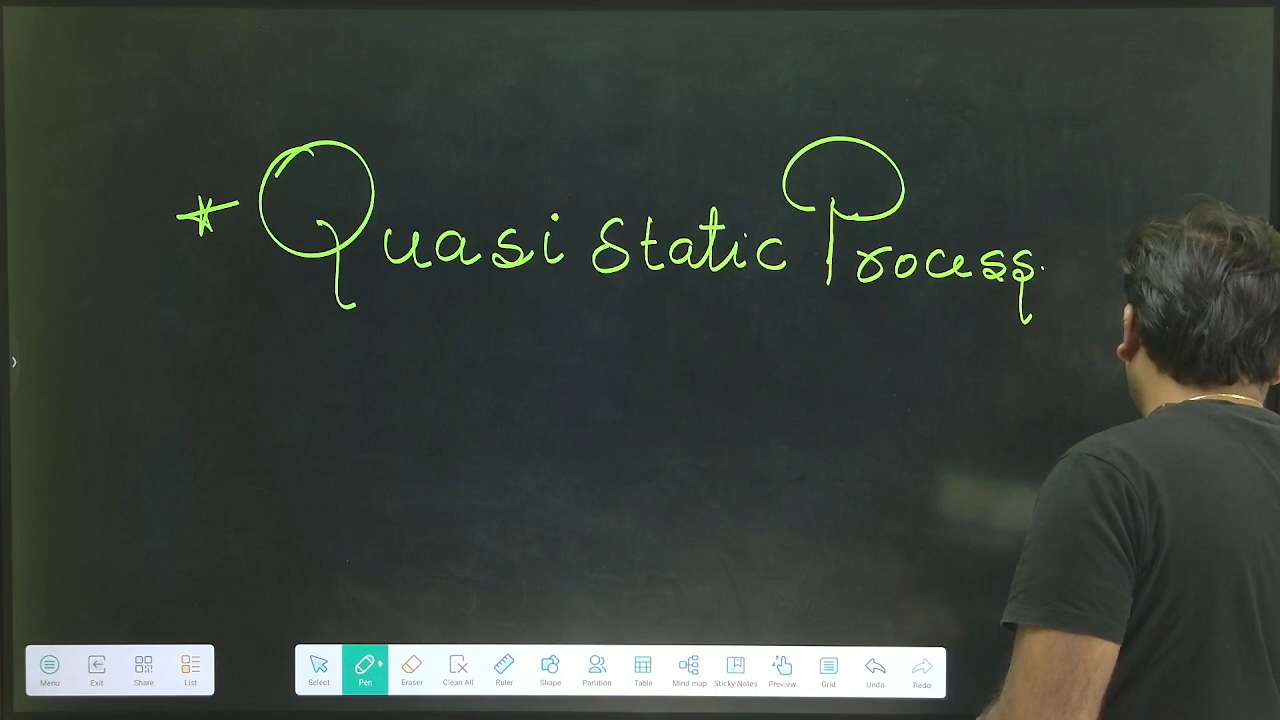 * Quasi static Process.
Menu Exit Share List Select Pen Eraser Clean All Ruler Shape Partition Table Mind map Sticky-Notes Preview Grid Undo Redo